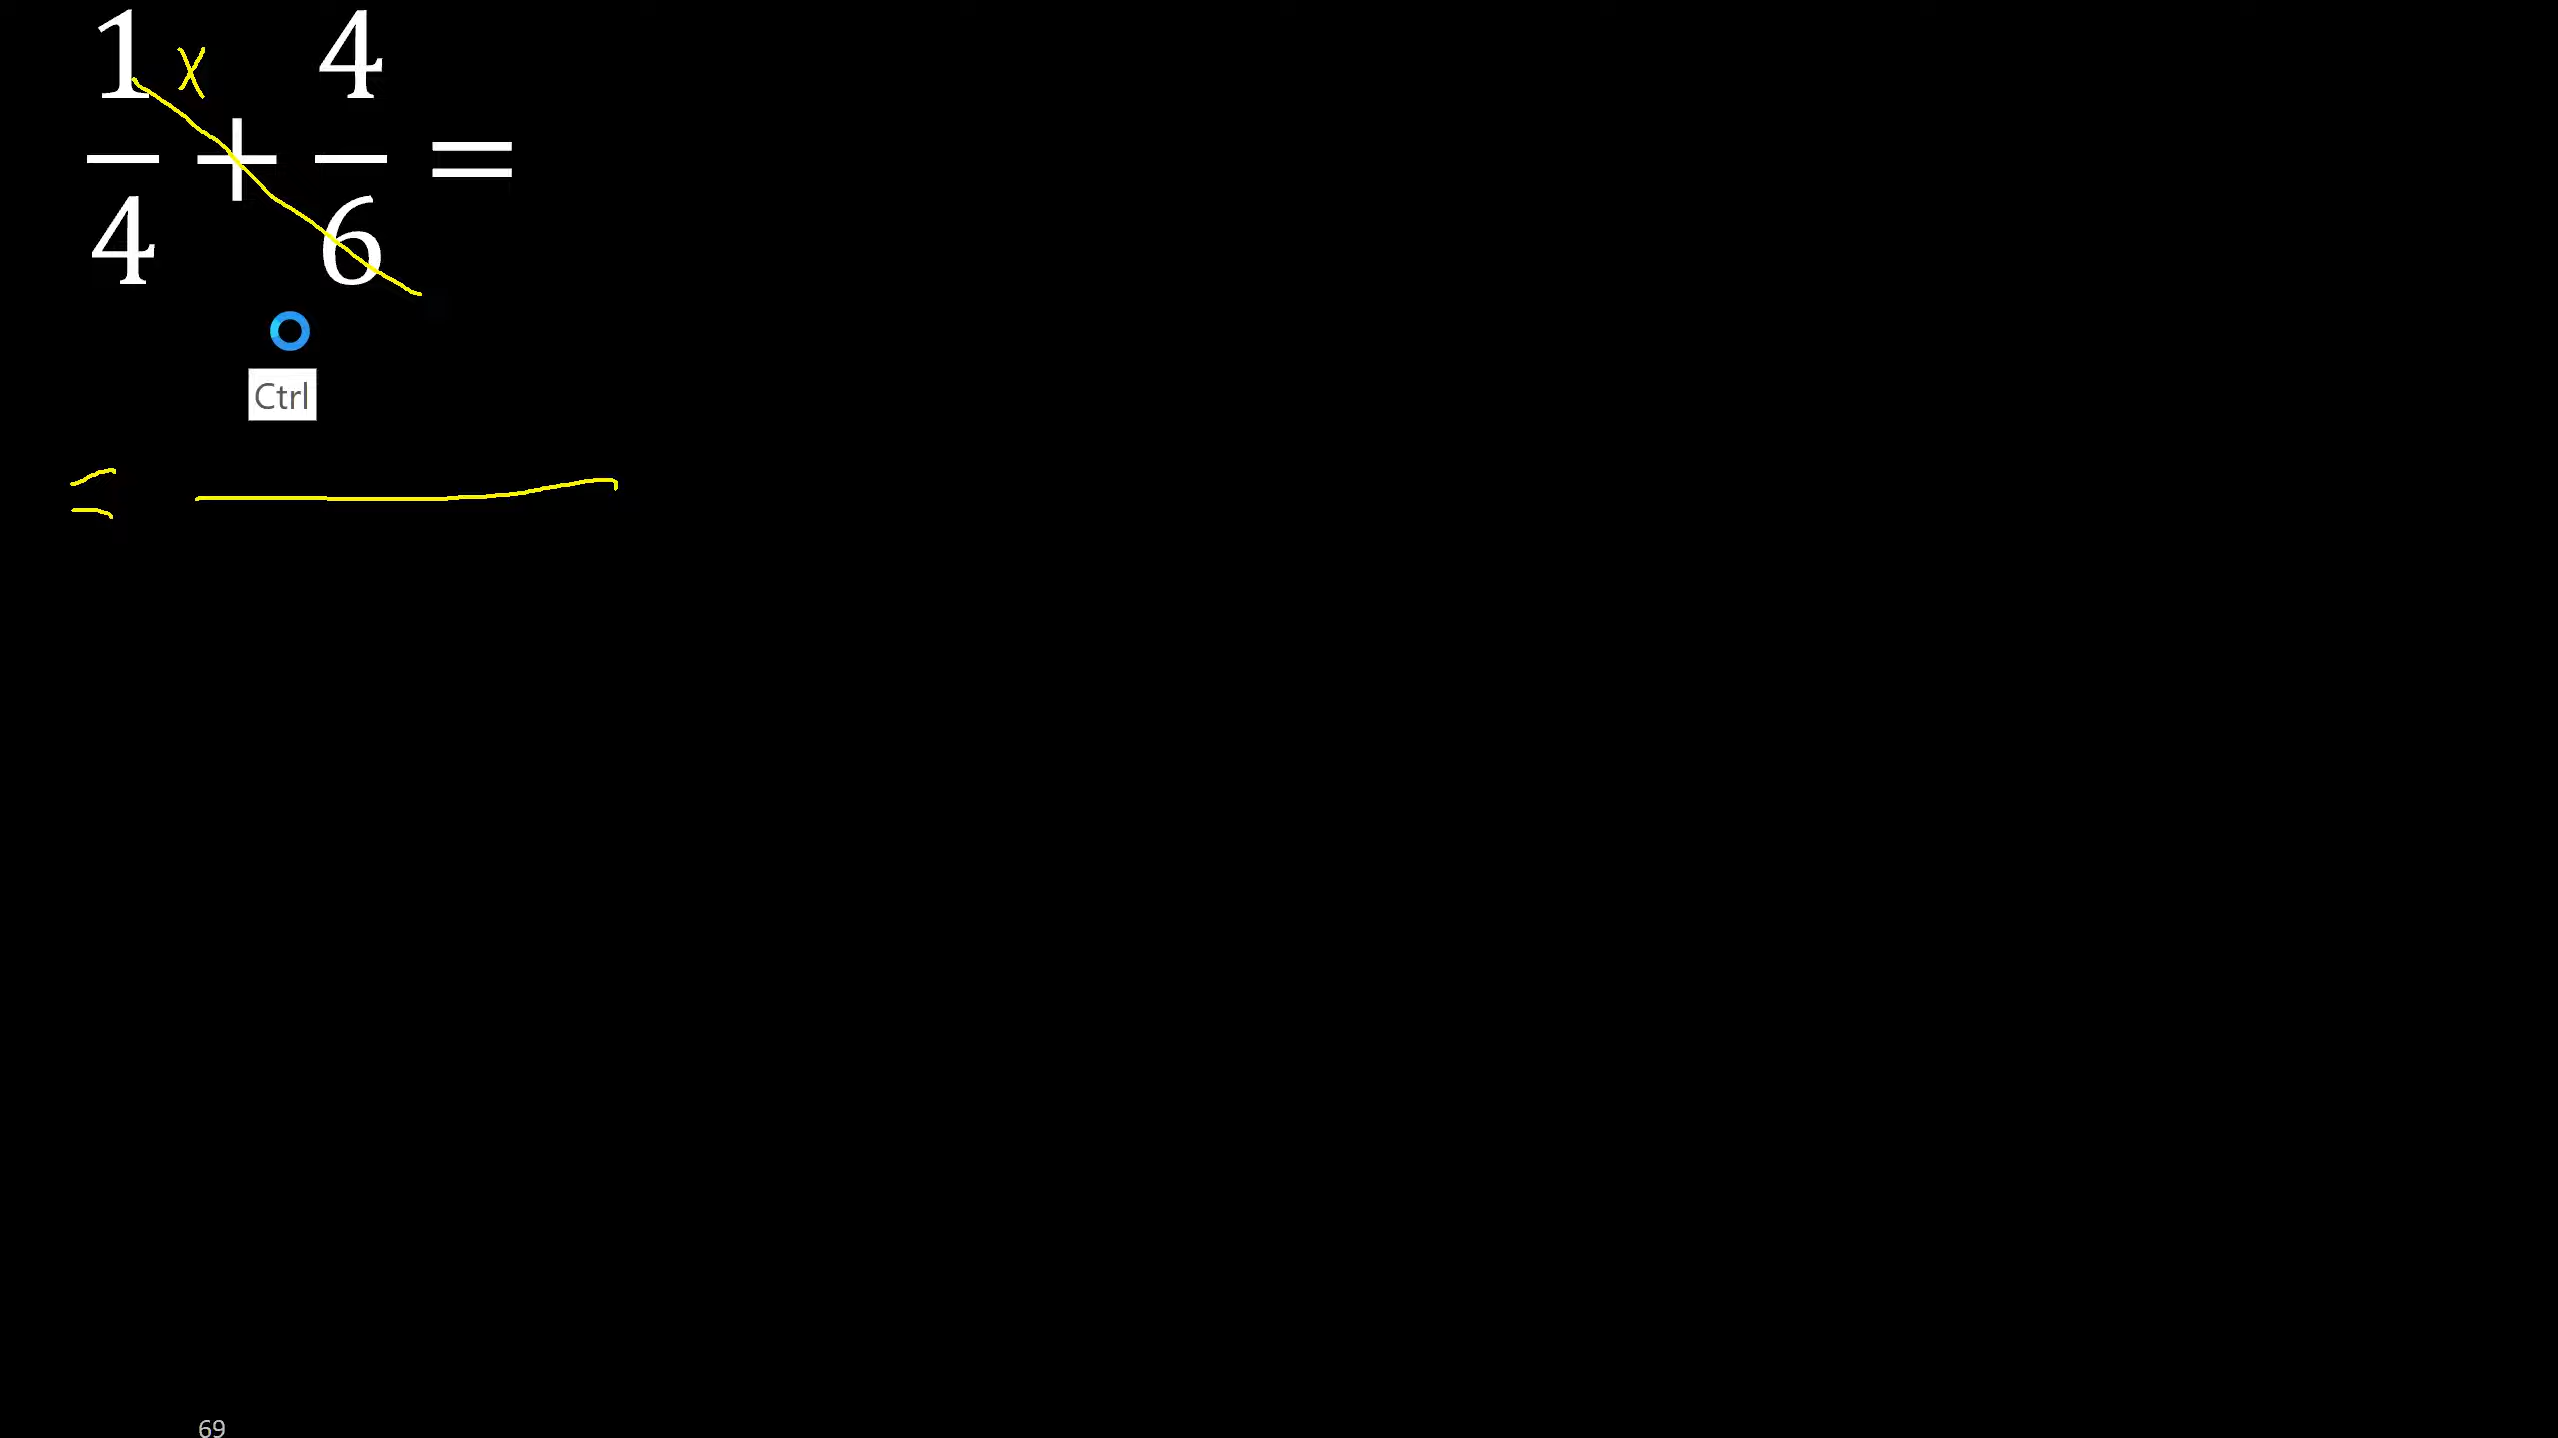 1 x 4
— + — =
4 6
Ctrl
= —
69